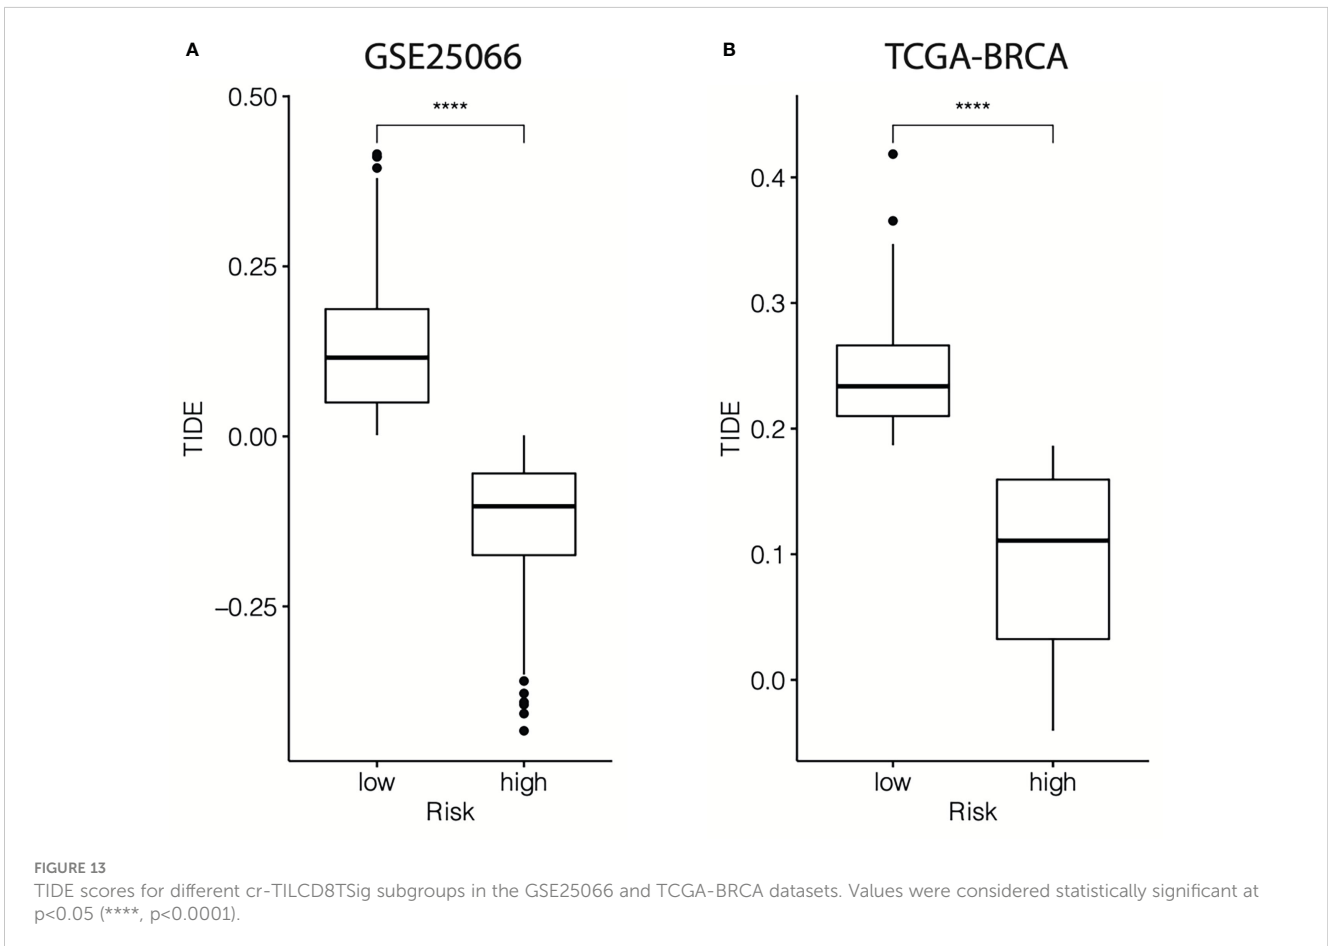 A
GSE25066
****
0.50
0.25
0.00
−0.25
TIDE
low
high
Risk
B
TCGA-BRCA
****
0.4
0.3
0.2
0.1
0.0
TIDE
low
high
Risk
FIGURE 13
TIDE scores for different cr-TILCD8TSig subgroups in the GSE25066 and TCGA-BRCA datasets. Values were considered statistically significant at
p<0.05 (****, p<0.0001).